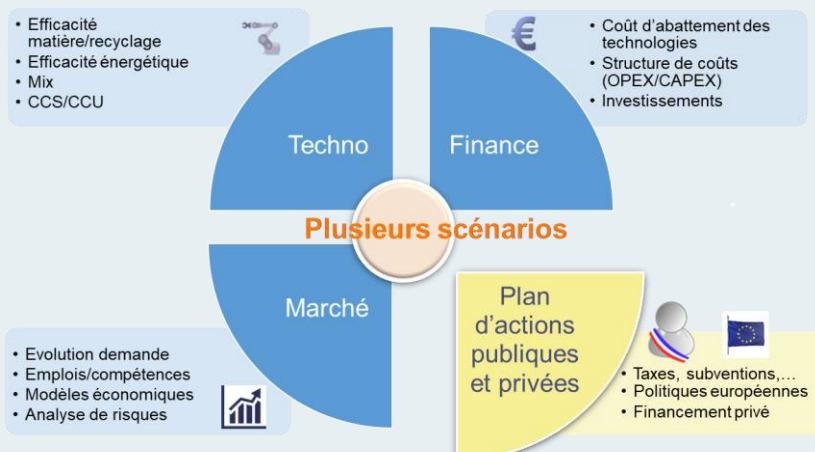 • Efficacité
matière/recyclage
• Efficacité énergétique
• Mix
• CCS/CCU
€
• Coût d'abattement des
technologies
• Structure de coûts
(OPEX/CAPEX)
• Investissements
Techno
Finance
Plusieurs scénarios
Marché
Plan
d'actions
publiques
et privées
• Evolution demande
• Emplois/compétences
• Modèles économiques
• Analyse de risques
• Taxes, subventions,...
• Politiques européennes
• Financement privé